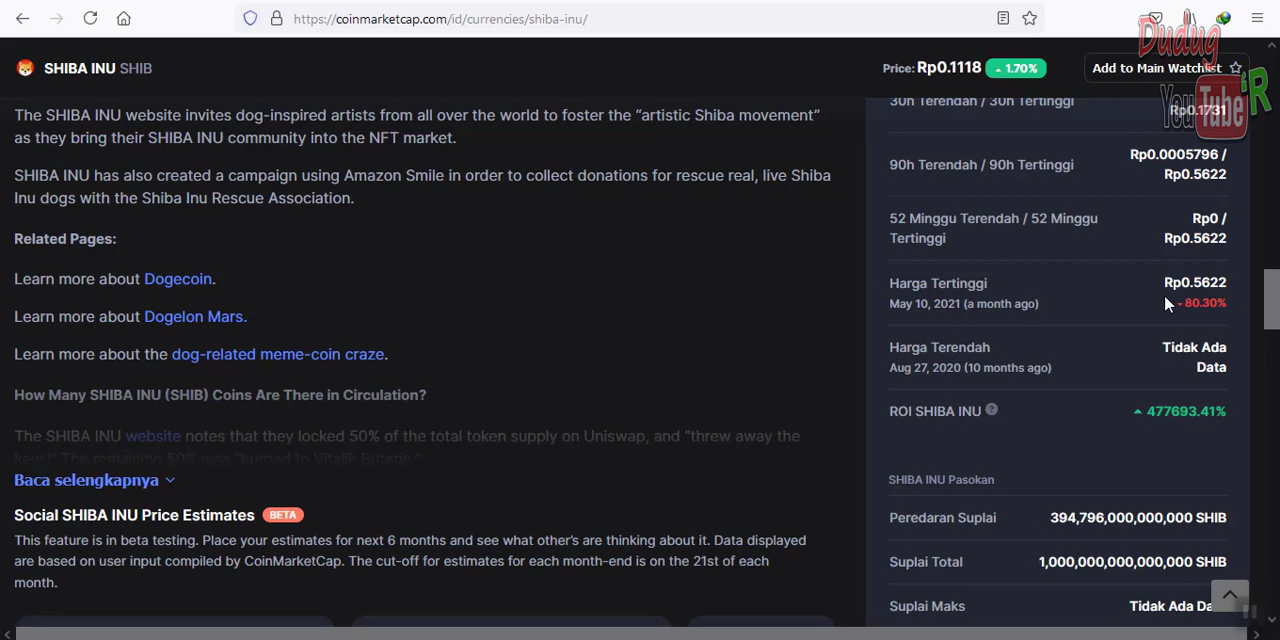 https://coinmarketcap.com/id/currencies/shiba-inu/
Dudug
YouTube'R
SHIBA INU SHIB
Price: Rp0.1118 1.70%
Add to Main Watchlist
The SHIBA INU website invites dog-inspired artists from all over the world to foster the “artistic Shiba movement”
as they bring their SHIBA INU community into the NFT market.
SHIBA INU has also created a campaign using Amazon Smile in order to collect donations for rescue real, live Shiba
Inu dogs with the Shiba Inu Rescue Association.
Related Pages:
Learn more about Dogecoin.
Learn more about Dogelon Mars.
Learn more about the dog-related meme-coin craze.
How Many SHIBA INU (SHIB) Coins Are There in Circulation?
The SHIBA INU website notes that they locked 50% of the total token supply on Uniswap, and “threw away the
keys!” The remaining 50% was “burned to Vitalik Buterin.”
Baca selengkapnya
Social SHIBA INU Price Estimates BETA
This feature is in beta testing. Place your estimates for next 6 months and see what other’s are thinking about it. Data displayed
are based on user input compiled by CoinMarketCap. The cut-off for estimates for each month-end is on the 21st of each
month.
30h Terendah / 30h Tertinggi
Rp0.1731
90h Terendah / 90h Tertinggi
Rp0.0005796 /
Rp0.5622
52 Minggu Terendah / 52 Minggu
Tertinggi
Rp0 /
Rp0.5622
Harga Tertinggi
May 10, 2021 (a month ago)
Rp0.5622
80.30%
Harga Terendah
Aug 27, 2020 (10 months ago)
Tidak Ada
Data
ROI SHIBA INU
477693.41%
SHIBA INU Pasokan
Peredaran Suplai
394,796,000,000,000 SHIB
Suplai Total
1,000,000,000,000,000 SHIB
Suplai Maks
Tidak Ada